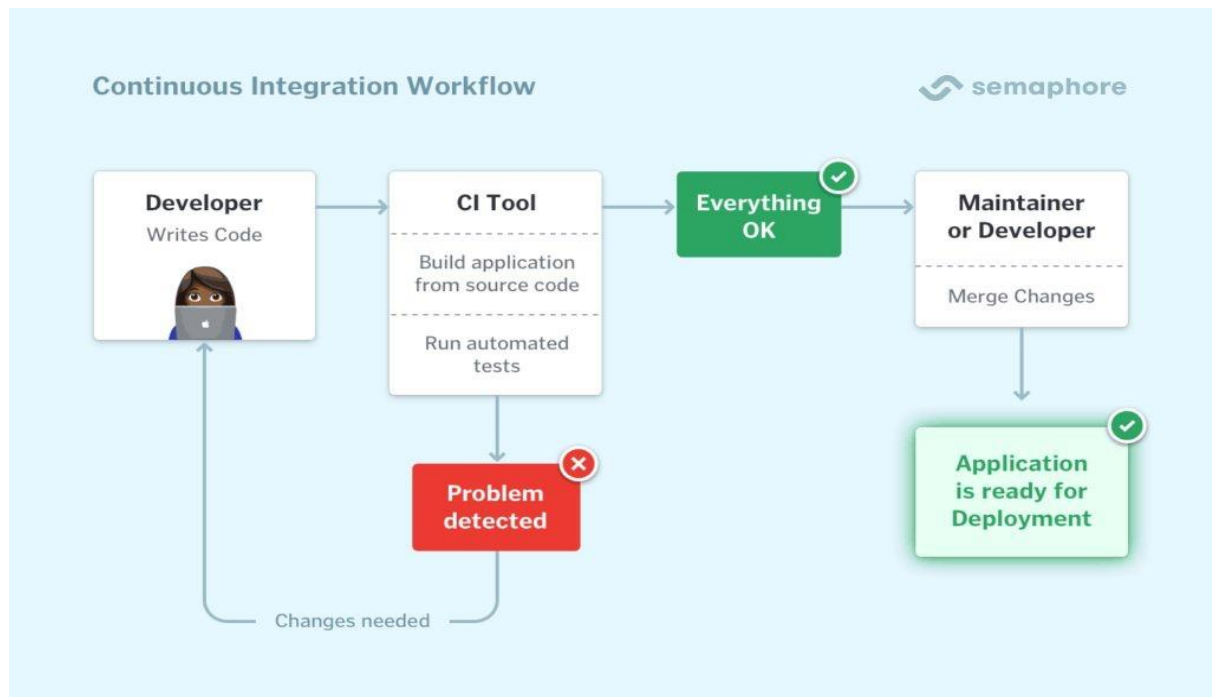 Continuous Integration Workflow
semaphore
Developer
Writes Code
CI Tool
Build application
from source code
Run automated
tests
Everything
OK
Maintainer
or Developer
Merge Changes
Problem
detected
Changes needed
Application
is ready for
Deployment